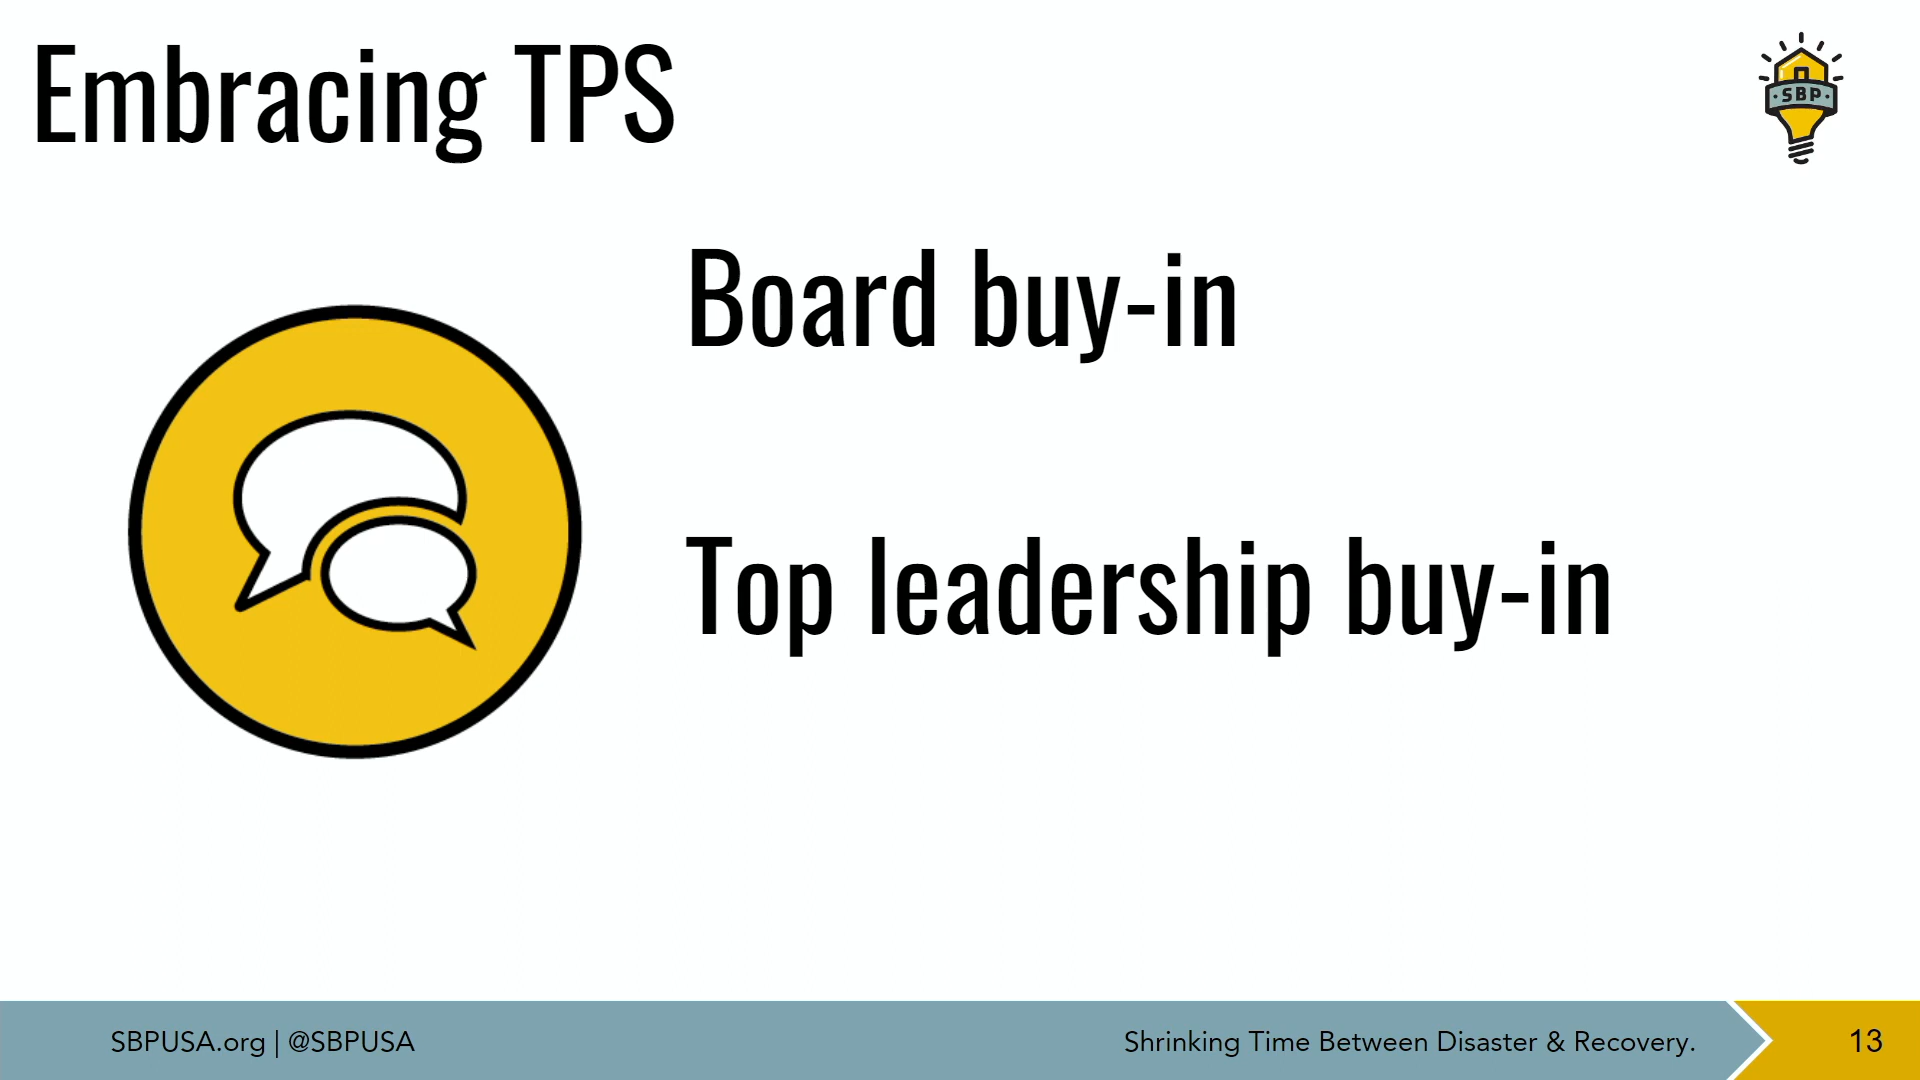 Embracing TPS
·SBP·
Board buy-in
Top leadership buy-in
SBPUSA.org | @SBPUSA
Shrinking Time Between Disaster & Recovery.
13